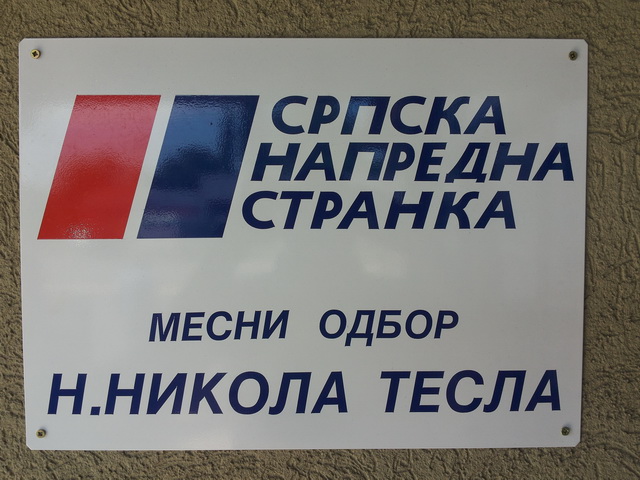 СРПСКА
НАПРЕДНА
СТРАНКА
МЕСНИ ОДБОР
Н.НИКОЛА ТЕСЛА